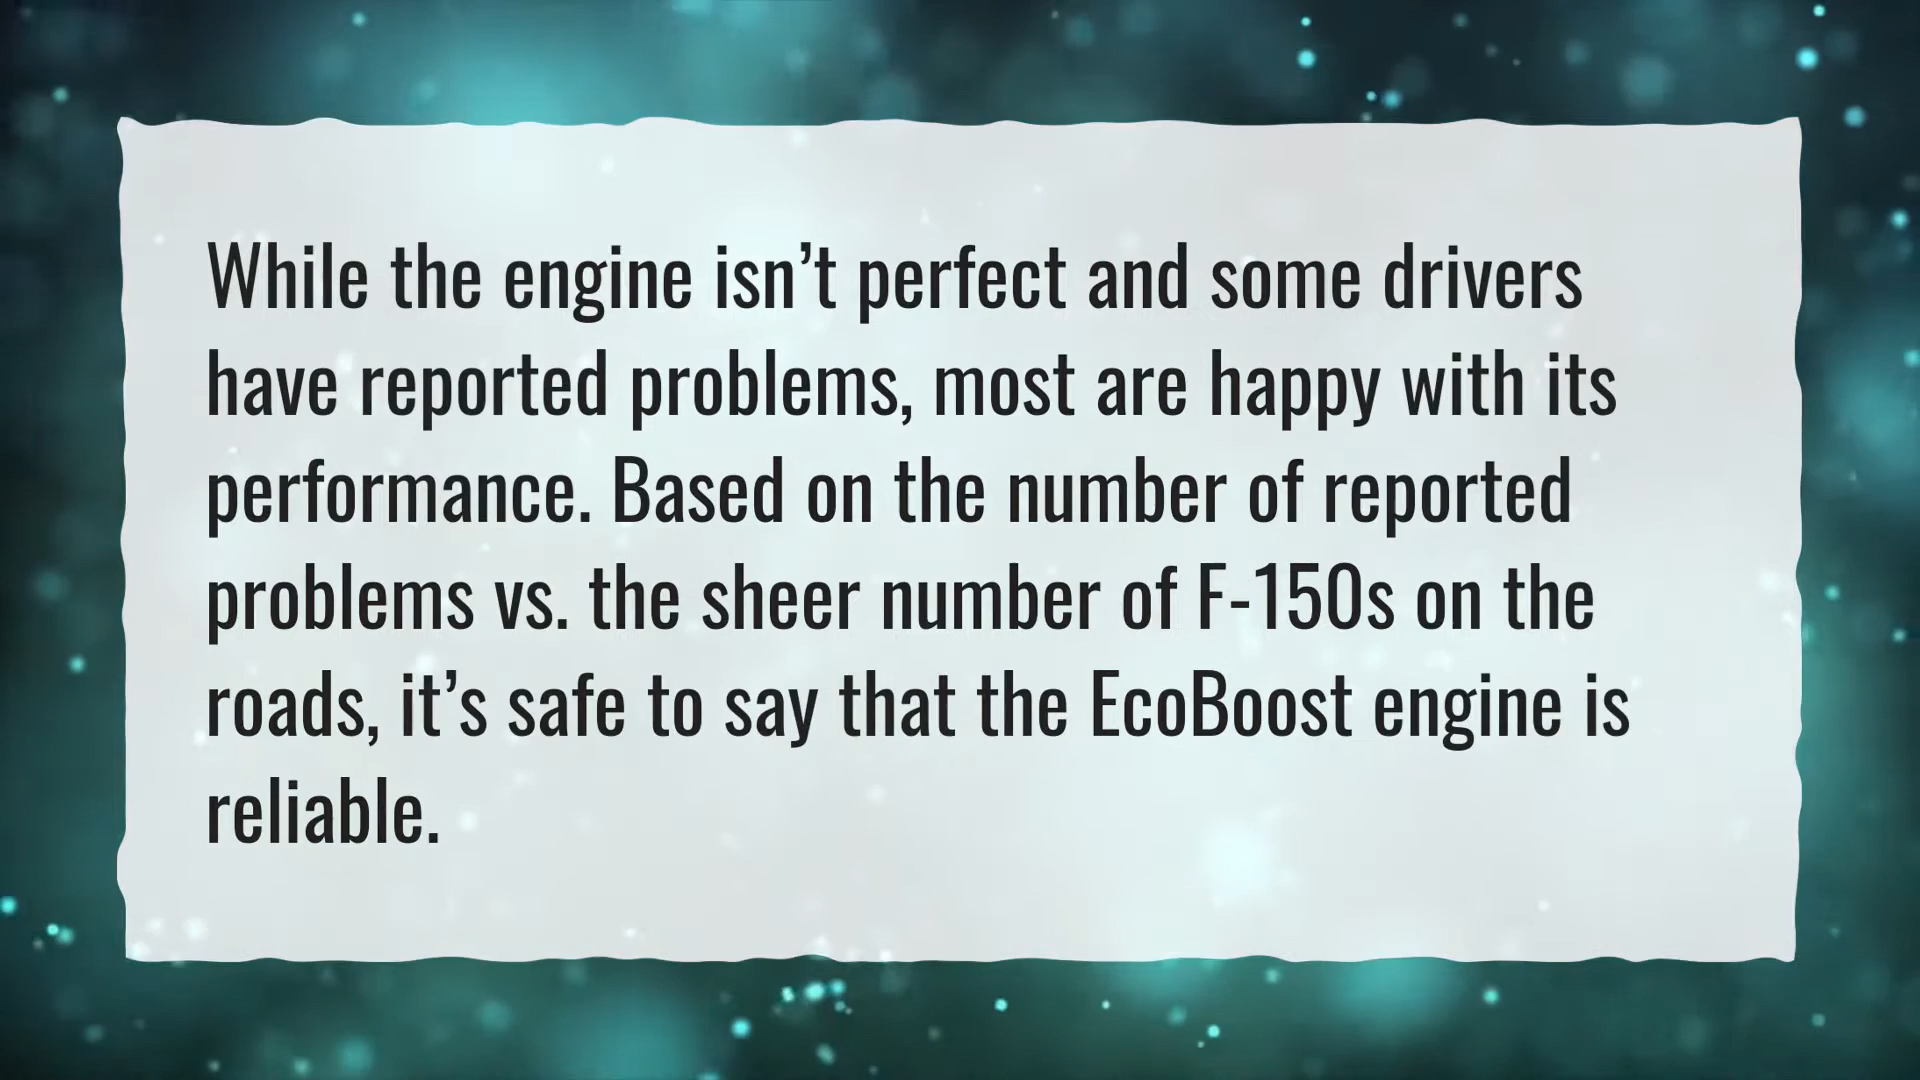 While the engine isn’t perfect and some drivers
have reported problems, most are happy with its
performance. Based on the number of reported
problems vs. the sheer number of F-150s on the
roads, it’s safe to say that the EcoBoost engine is
reliable.